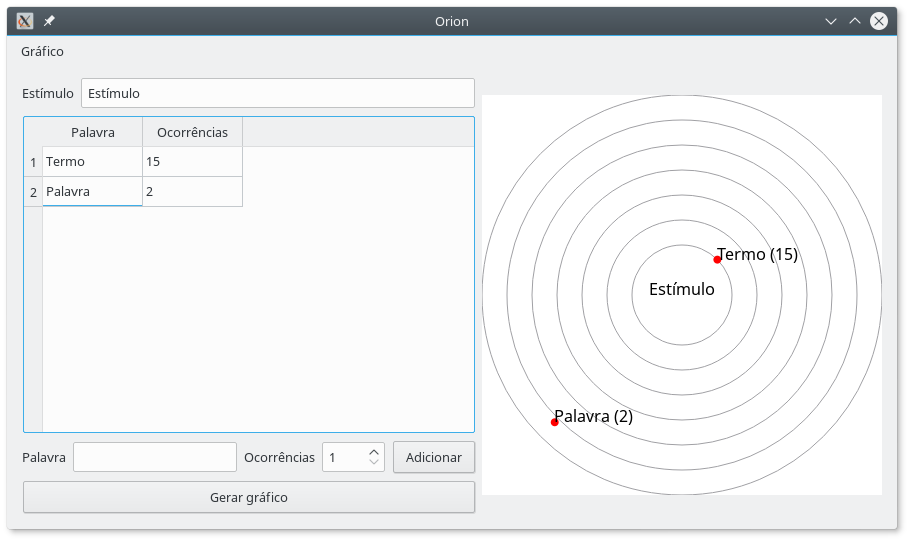 Orion
Gráfico
Estímulo Estímulo
Palavra Ocorrências
1 Termo 15
2 Palavra 2
Palavra Ocorrências 1 Adicionar
Gerar gráfico
Termo (15)
Estímulo
Palavra (2)